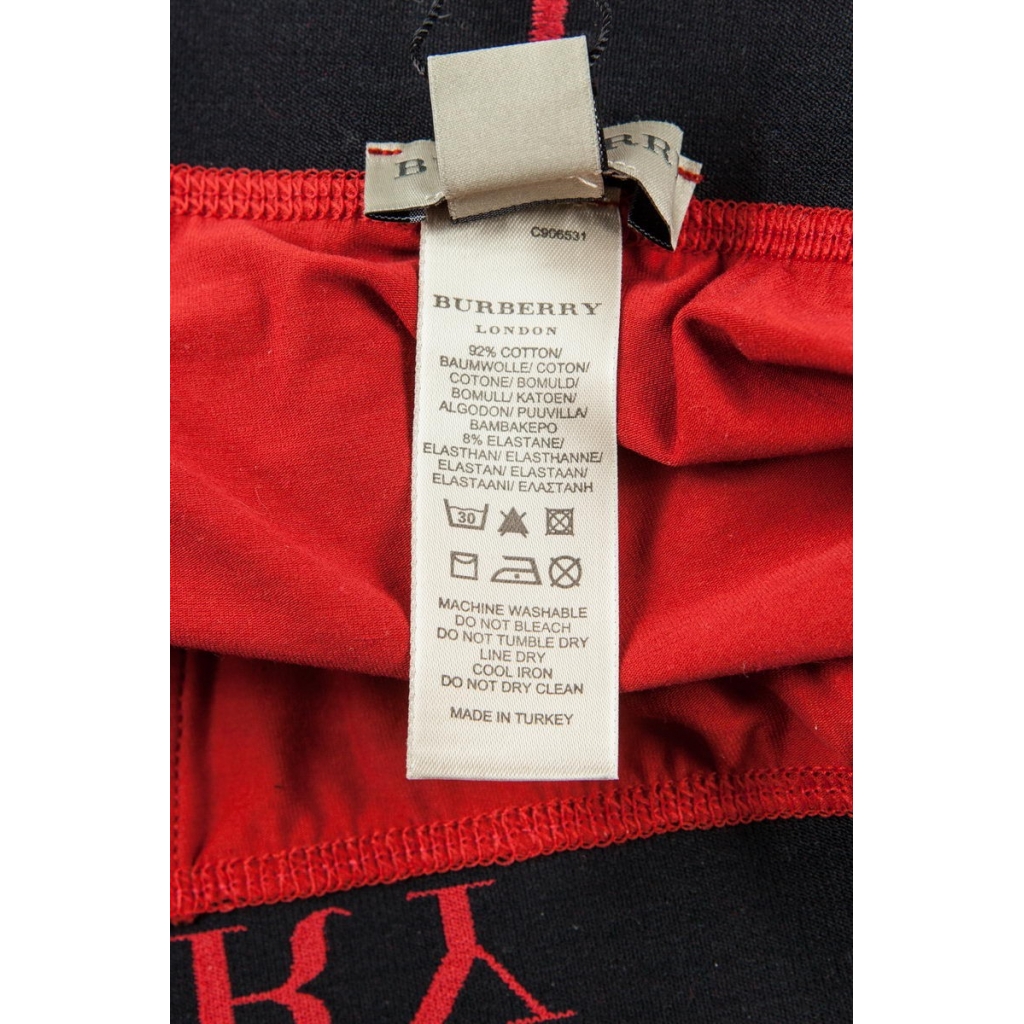 C906531
BURBERRY
LONDON
92% COTTON/
BAUMWOLLE/ COTON/
COTONE/ BOMULD/
BOMULL/ KATOEN/
ALGODON/ PUUVILLA/
ΒΑΜΒΑΚΕΡΟ
8% ELASTANE/
ELASTHAN/ ELASTHANNE/
ELASTAN/ ELASTAAN/
ELASTAANI/ ΕΛΑΣΤΑΝΗ
30
MACHINE WASHABLE
DO NOT BLEACH
DO NOT TUMBLE DRY
LINE DRY
COOL IRON
DO NOT DRY CLEAN
MADE IN TURKEY
RY